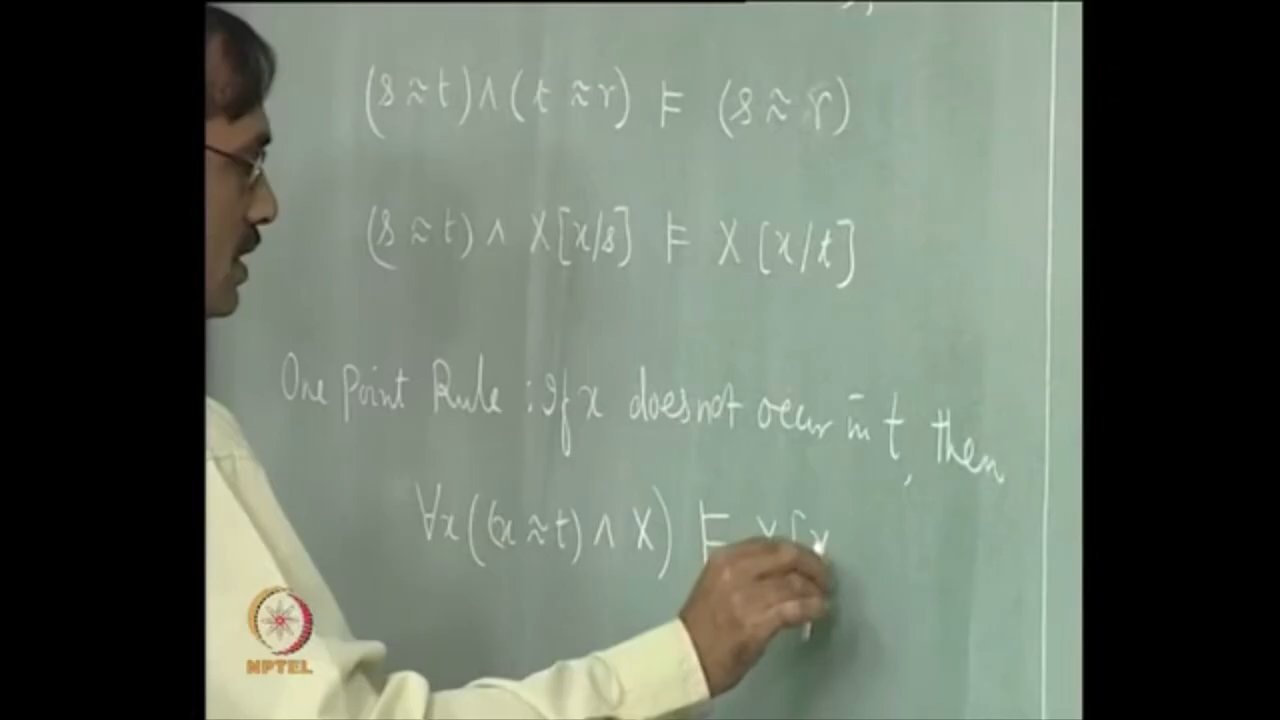 (s ≈ t) ∧ (t ≈ r) ⊨ (s ≈ r)
(s ≈ t) ∧ X[x/s] ⊨ X[x/t]
One Point Rule : If x does not occur in t, then
∀x((x ≈ t) ∧ X) ⊨ X[x
NPTEL